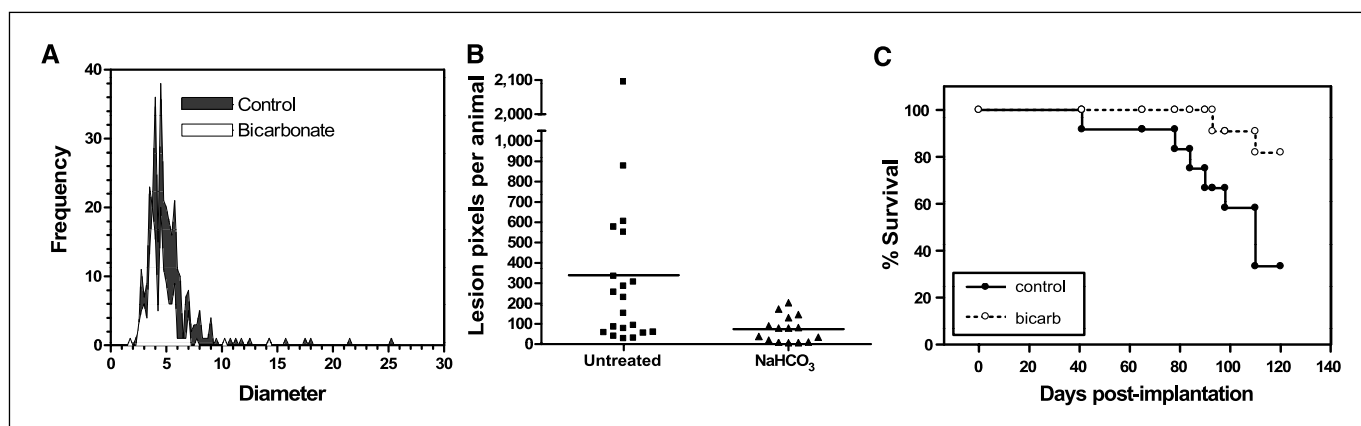 A
40
30
20
10
0
Frequency
0 5 10 15 20 25 30
Diameter
Control
Bicarbonate
B
2,100
2,000
1,000
900
800
700
600
500
400
300
200
100
0
Lesion pixels per animal
Untreated NaHCO₃
C
100
80
60
40
20
0
% Survival
control
bicarb
0 20 40 60 80 100 120 140
Days post-implantation